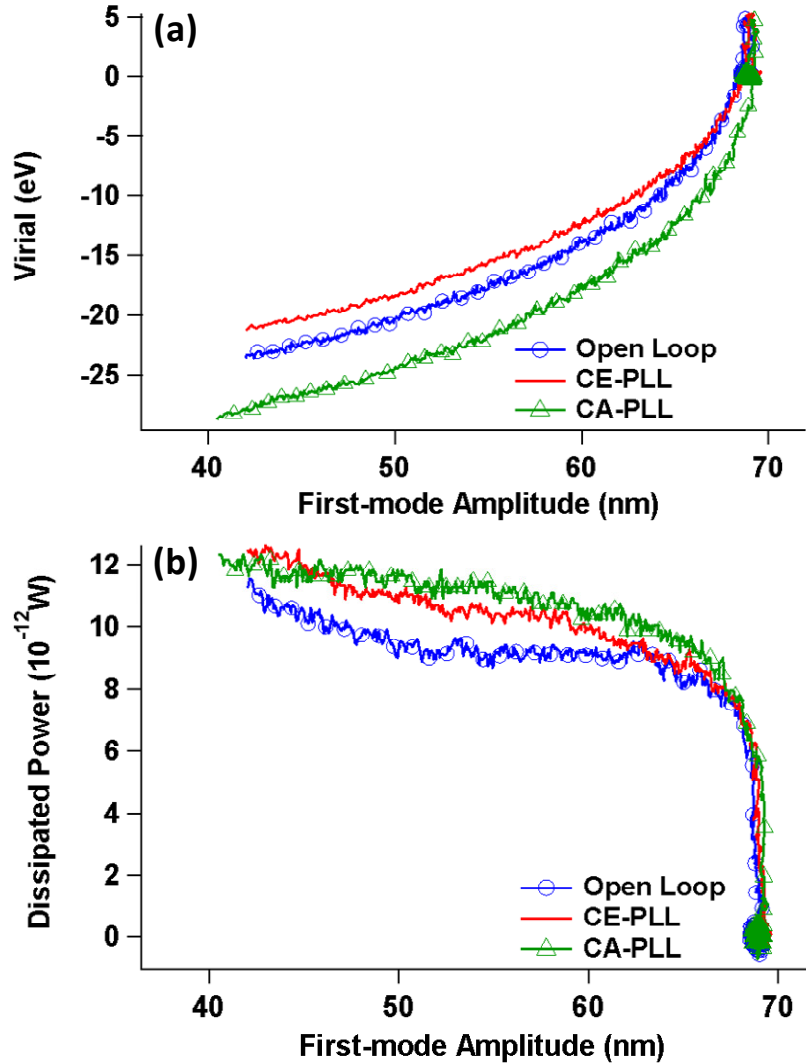 (a)
Virial (eV)
5
0
-5
-10
-15
-20
-25
Open Loop
CE-PLL
CA-PLL
40
50
60
70
First-mode Amplitude (nm)
(b)
Dissipated Power (10⁻¹²W)
12
10
8
6
4
2
0
Open Loop
CE-PLL
CA-PLL
40
50
60
70
First-mode Amplitude (nm)